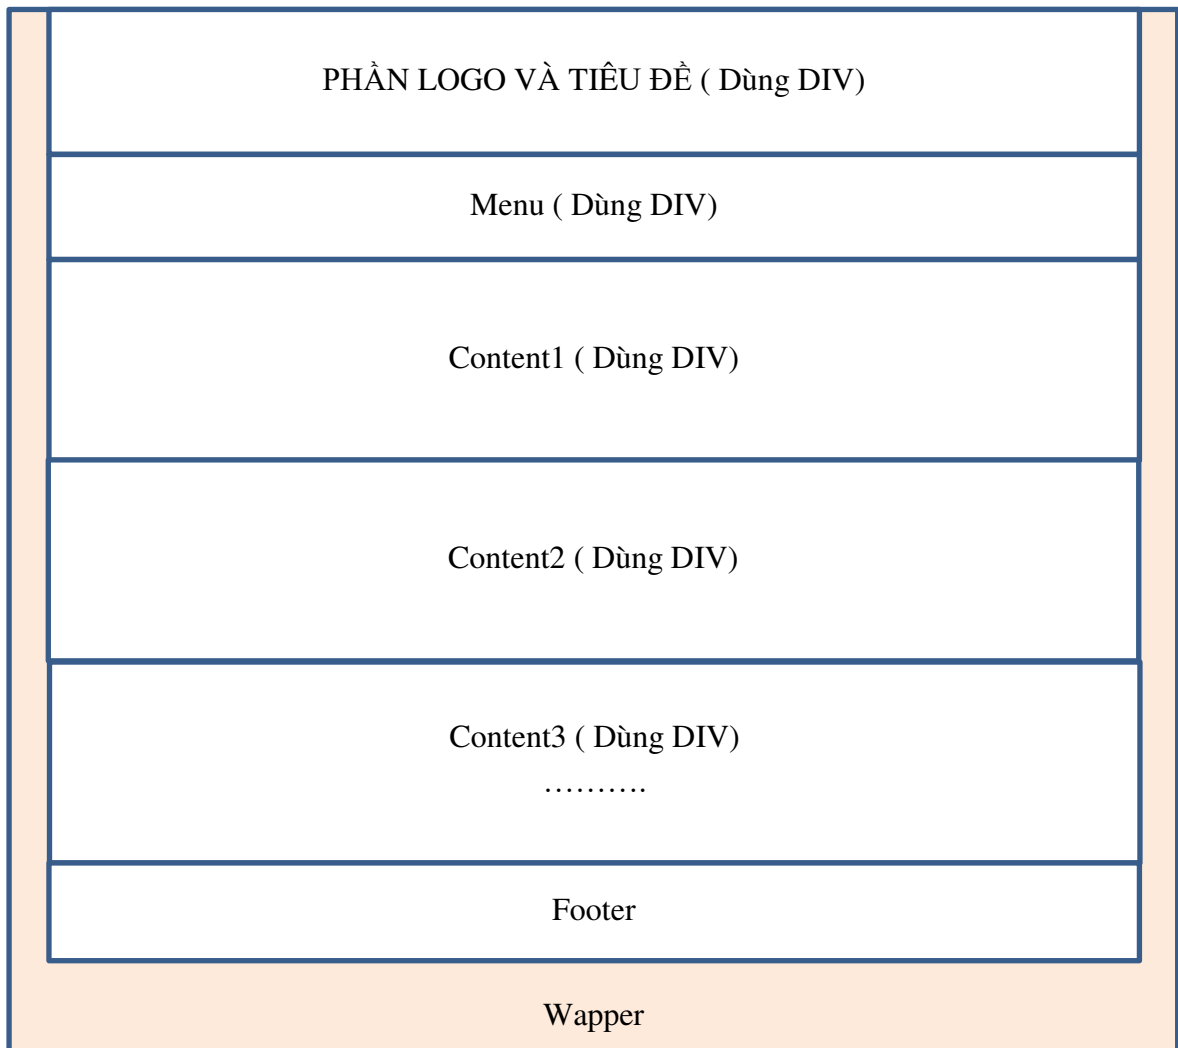 PHẦN LOGO VÀ TIÊU ĐỀ ( Dùng DIV)
Menu ( Dùng DIV)
Content1 ( Dùng DIV)
Content2 ( Dùng DIV)
Content3 ( Dùng DIV)
……….
Footer
Wapper